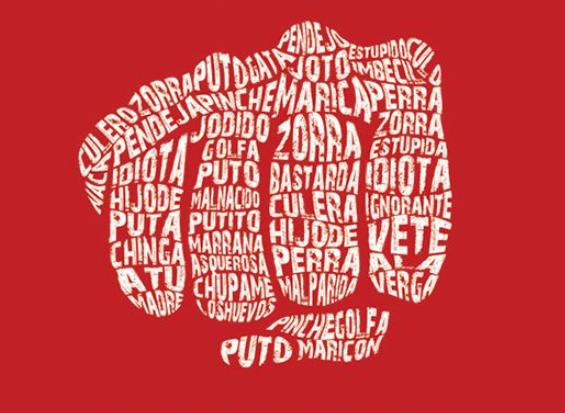 PENDEJO
ESTUPIDO CULO
PUTO GATA
JOTO
IMBECIL
CULERO ZORRA
PENDEJA PINCHE
MARICA PERRA
NACA
IDIOTA
HIJODE
PUTA
CHINGA
A TU
MADRE
JODIDO
GOLFA
PUTO
MALNACIDO
PUTITO
MARRANA
ASQUEROSA
CHUPAME
LOSHUEVOS
ZORRA
BASTARDA
CULERA
HIJODE
PERRA
MALPARIDA
ZORRA
ESTUPIDA
IDIOTA
IGNORANTE
VETE
A LA
VERGA
PINCHEGOLFA
PUTO MARICON